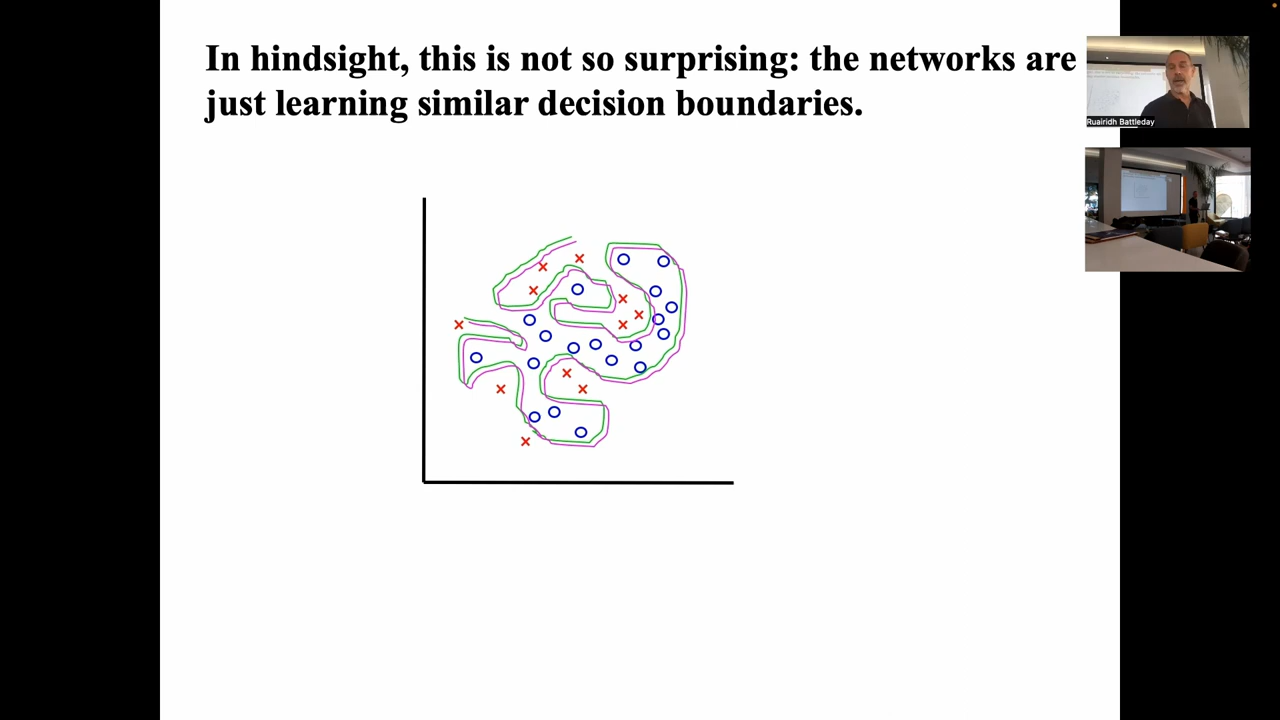 In hindsight, this is not so surprising: the networks are
just learning similar decision boundaries.
Ruairidh Battleday